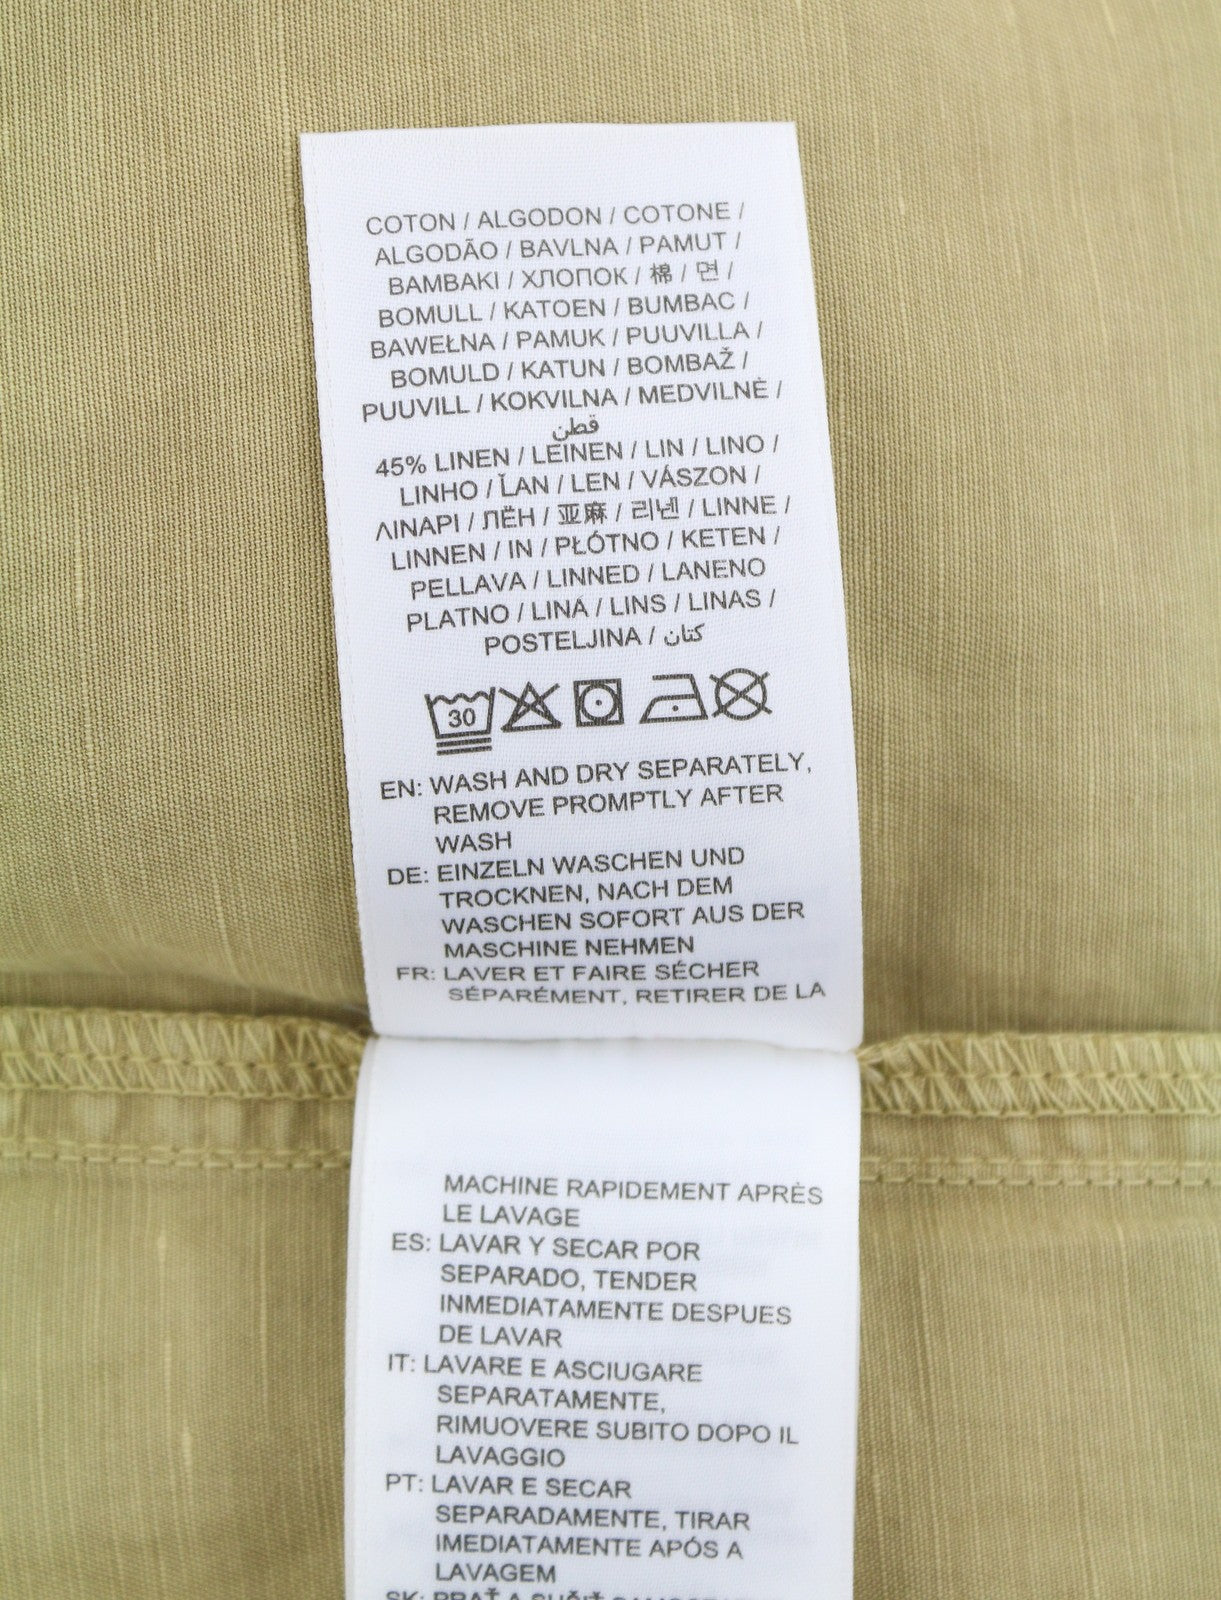 COTON / ALGODON / COTONE /
ALGODÃO / BAVLNA / PAMUT /
BAMBAKI / ХЛОПОК / 棉 / 면 /
BOMULL / KATOEN / BUMBAC /
BAWEŁNA / PAMUK / PUUVILLA /
BOMULD / KATUN / BOMBAŽ /
PUUVILL / KOKVILNA / MEDVILNĖ /
قطن
45% LINEN / LEINEN / LIN / LINO /
LINHO / ĽAN / LEN / VÁSZON /
ΛΙΝΑΡΙ / ЛЁН / 亚麻 / 리넨 / LINNE /
LINNEN / IN / PŁÓTNO / KETEN /
PELLAVA / LINNED / LANENO
PLATNO / LINA / LINS / LINAS /
POSTELJINA / كتان
30
EN: WASH AND DRY SEPARATELY,
REMOVE PROMPTLY AFTER
WASH
DE: EINZELN WASCHEN UND
TROCKNEN, NACH DEM
WASCHEN SOFORT AUS DER
MASCHINE NEHMEN
FR: LAVER ET FAIRE SÉCHER
SÉPARÉMENT, RETIRER DE LA
MACHINE RAPIDEMENT APRÈS
LE LAVAGE
ES: LAVAR Y SECAR POR
SEPARADO, TENDER
INMEDIATAMENTE DESPUES
DE LAVAR
IT: LAVARE E ASCIUGARE
SEPARATAMENTE,
RIMUOVERE SUBITO DOPO IL
LAVAGGIO
PT: LAVAR E SECAR
SEPARADAMENTE, TIRAR
IMEDIATAMENTE APÓS A
LAVAGEM
SK: PRAŤ A SUŠIŤ